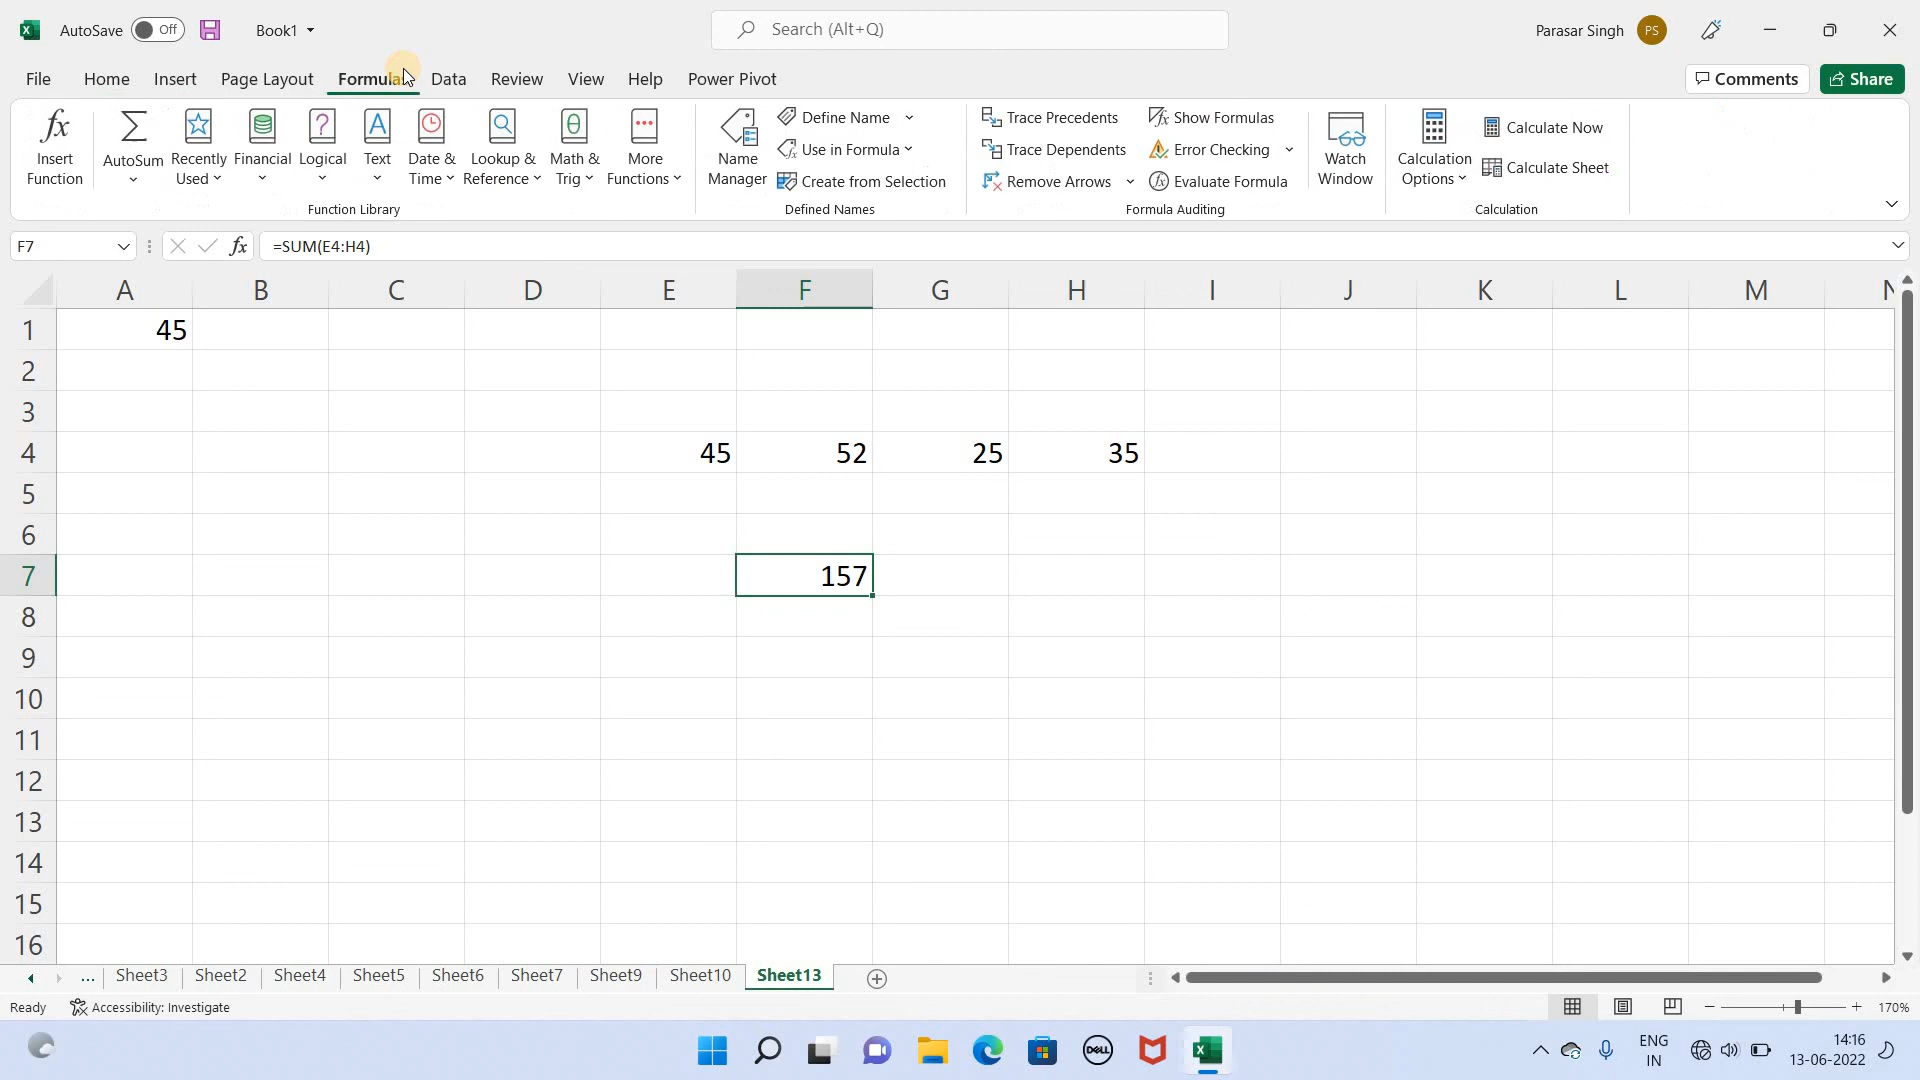 AutoSave Off Book1 Search (Alt+Q) Parasar Singh PS
File Home Insert Page Layout Formulas Data Review View Help Power Pivot Comments Share
Insert Function AutoSum Recently Used Financial Logical Text Date & Time Lookup & Reference Math & Trig More Functions
Function Library
Name Manager Define Name Use in Formula Create from Selection
Defined Names
Trace Precedents Trace Dependents Remove Arrows Show Formulas Error Checking Evaluate Formula
Formula Auditing
Watch Window
Calculation Options Calculate Now Calculate Sheet
Calculation
F7 fx =SUM(E4:H4)
A B C D E F G H I J K L M N
1 45
2
3
4 45 52 25 35
5
6
7 157
8
9
10
11
12
13
14
15
16
... Sheet3 Sheet2 Sheet4 Sheet5 Sheet6 Sheet7 Sheet9 Sheet10 Sheet13
Ready Accessibility: Investigate 170%
DELL ENG IN 14:16
13-06-2022